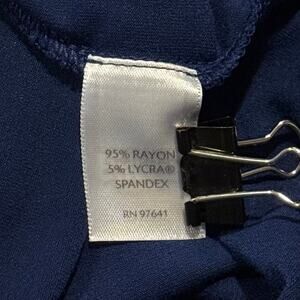 95% RAYON
5% LYCRA®
SPANDEX
RN 97641